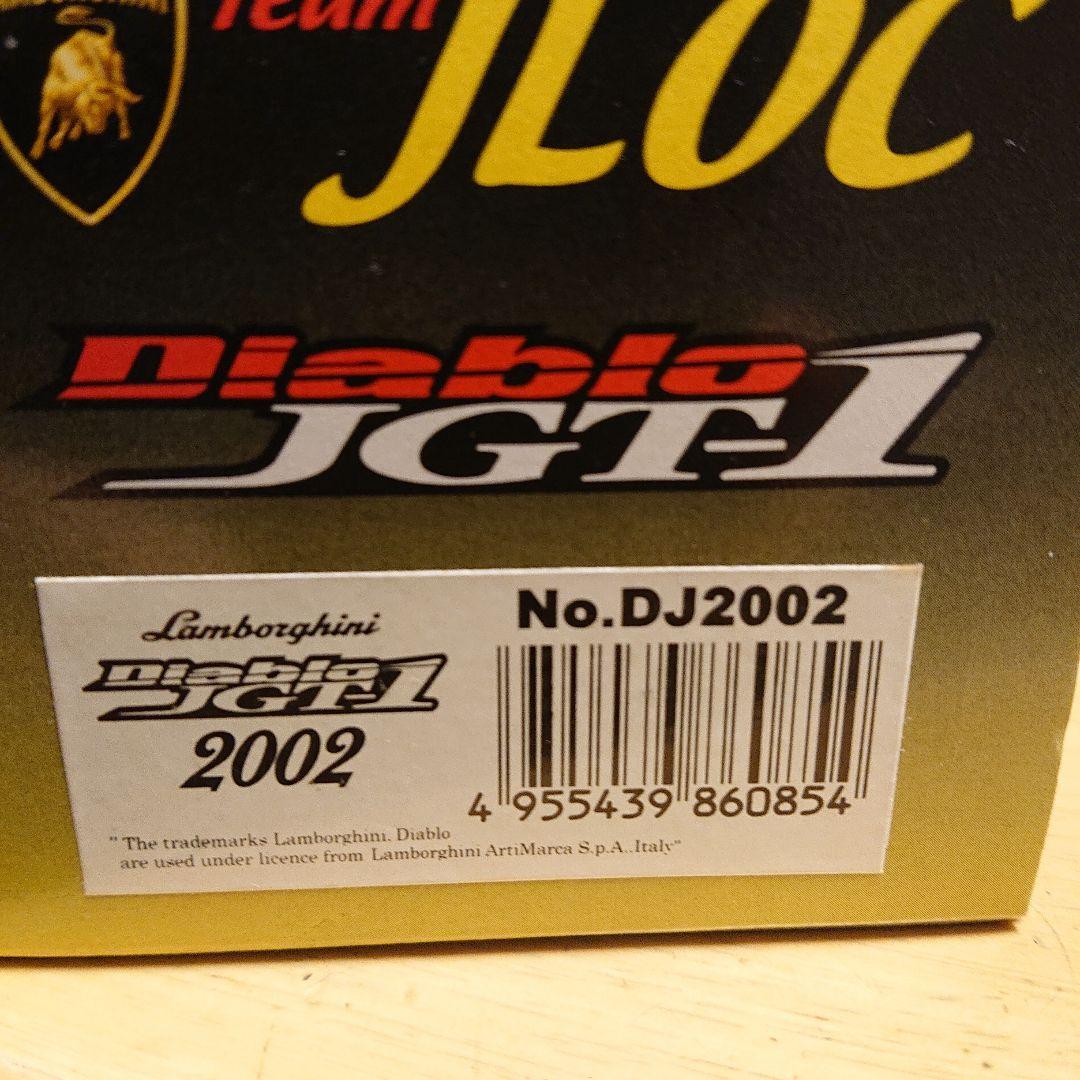 Team JLOC
Diablo
JGT-1
Lamborghini
Diablo
JGT-1
2002
No.DJ2002
4 955439 860854
"The trademarks Lamborghini. Diablo
are used under licence from Lamborghini ArtiMarca S.p.A..Italy"